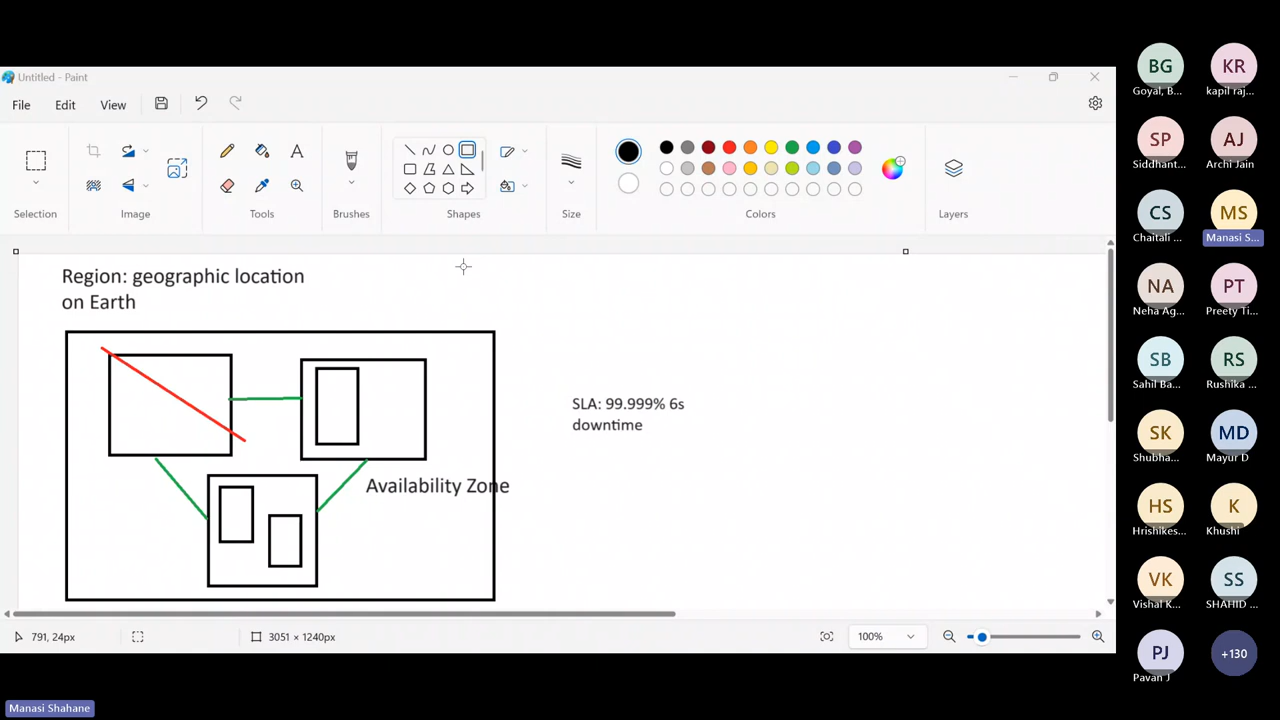 Untitled - Paint
File
Edit
View
Selection
Image
Tools
Brushes
Shapes
Size
Colors
Layers
Region: geographic location
on Earth
SLA: 99.999% 6s
downtime
Availability Zone
791, 24px
3051 × 1240px
100%
BG
Goyal, B...
KR
kapil raj...
SP
Siddhant...
AJ
Archi Jain
CS
Chaitali ...
MS
Manasi S...
NA
Neha Ag...
PT
Preety Ti...
SB
Sahil Ba...
RS
Rushika ...
SK
Shubha...
MD
Mayur D
HS
Hrishikes...
K
Khushi
VK
Vishal K...
SS
SHAHID ...
PJ
Pavan J
+130
Manasi Shahane